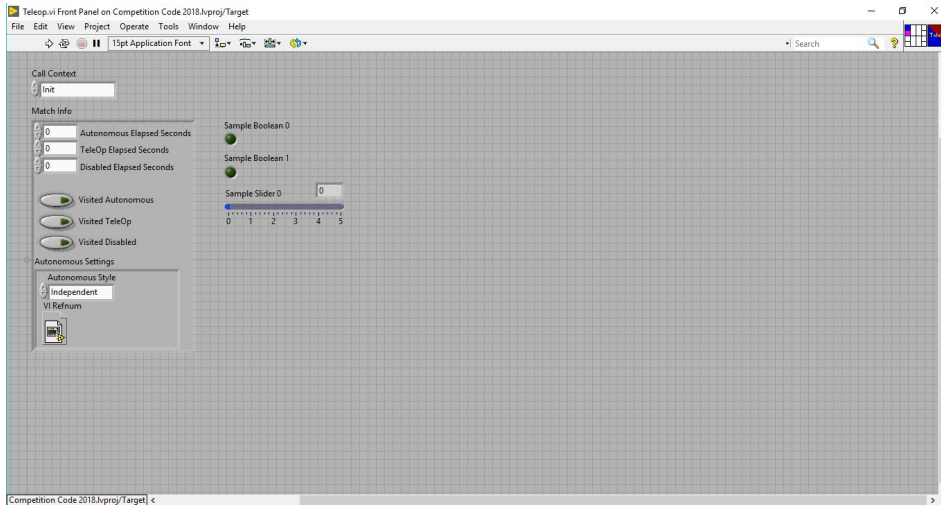 Teleop.vi Front Panel on Competition Code 2018.lvproj/Target
File Edit View Project Operate Tools Window Help
15pt Application Font
Search
Call Context
Init
Match Info
0 Autonomous Elapsed Seconds
0 TeleOp Elapsed Seconds
0 Disabled Elapsed Seconds
Visited Autonomous
Visited TeleOp
Visited Disabled
Autonomous Settings
Autonomous Style
Independent
VI Refnum
Sample Boolean 0
Sample Boolean 1
Sample Slider 0 0
0 1 2 3 4 5
Competition Code 2018.lvproj/Target